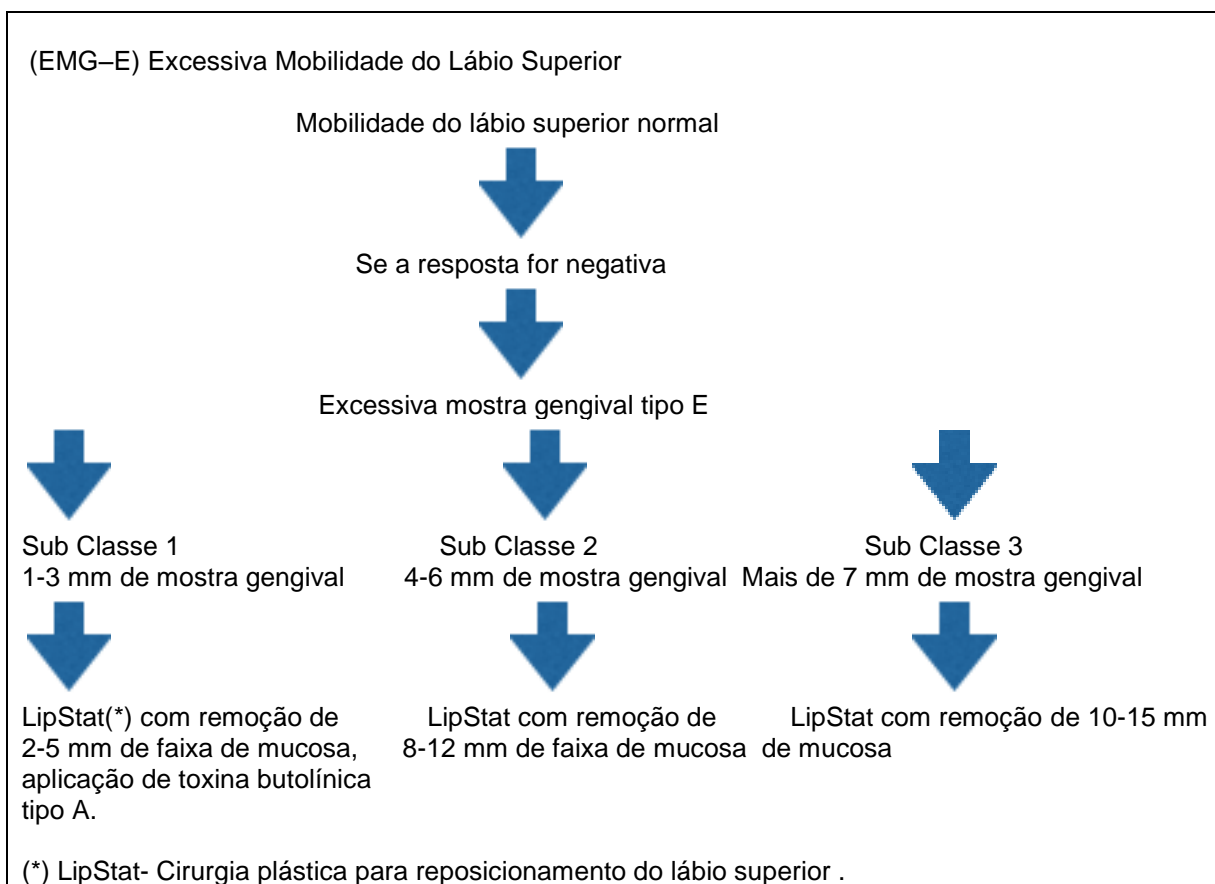 (EMG–E) Excessiva Mobilidade do Lábio Superior
Mobilidade do lábio superior normal
Se a resposta for negativa
Excessiva mostra gengival tipo E
Sub Classe 1
1-3 mm de mostra gengival
Sub Classe 2
4-6 mm de mostra gengival
Sub Classe 3
Mais de 7 mm de mostra gengival
LipStat(*) com remoção de
2-5 mm de faixa de mucosa,
aplicação de toxina butolínica
tipo A.
LipStat com remoção de
8-12 mm de faixa de mucosa
LipStat com remoção de 10-15 mm
de mucosa
(*) LipStat- Cirurgia plástica para reposicionamento do lábio superior .